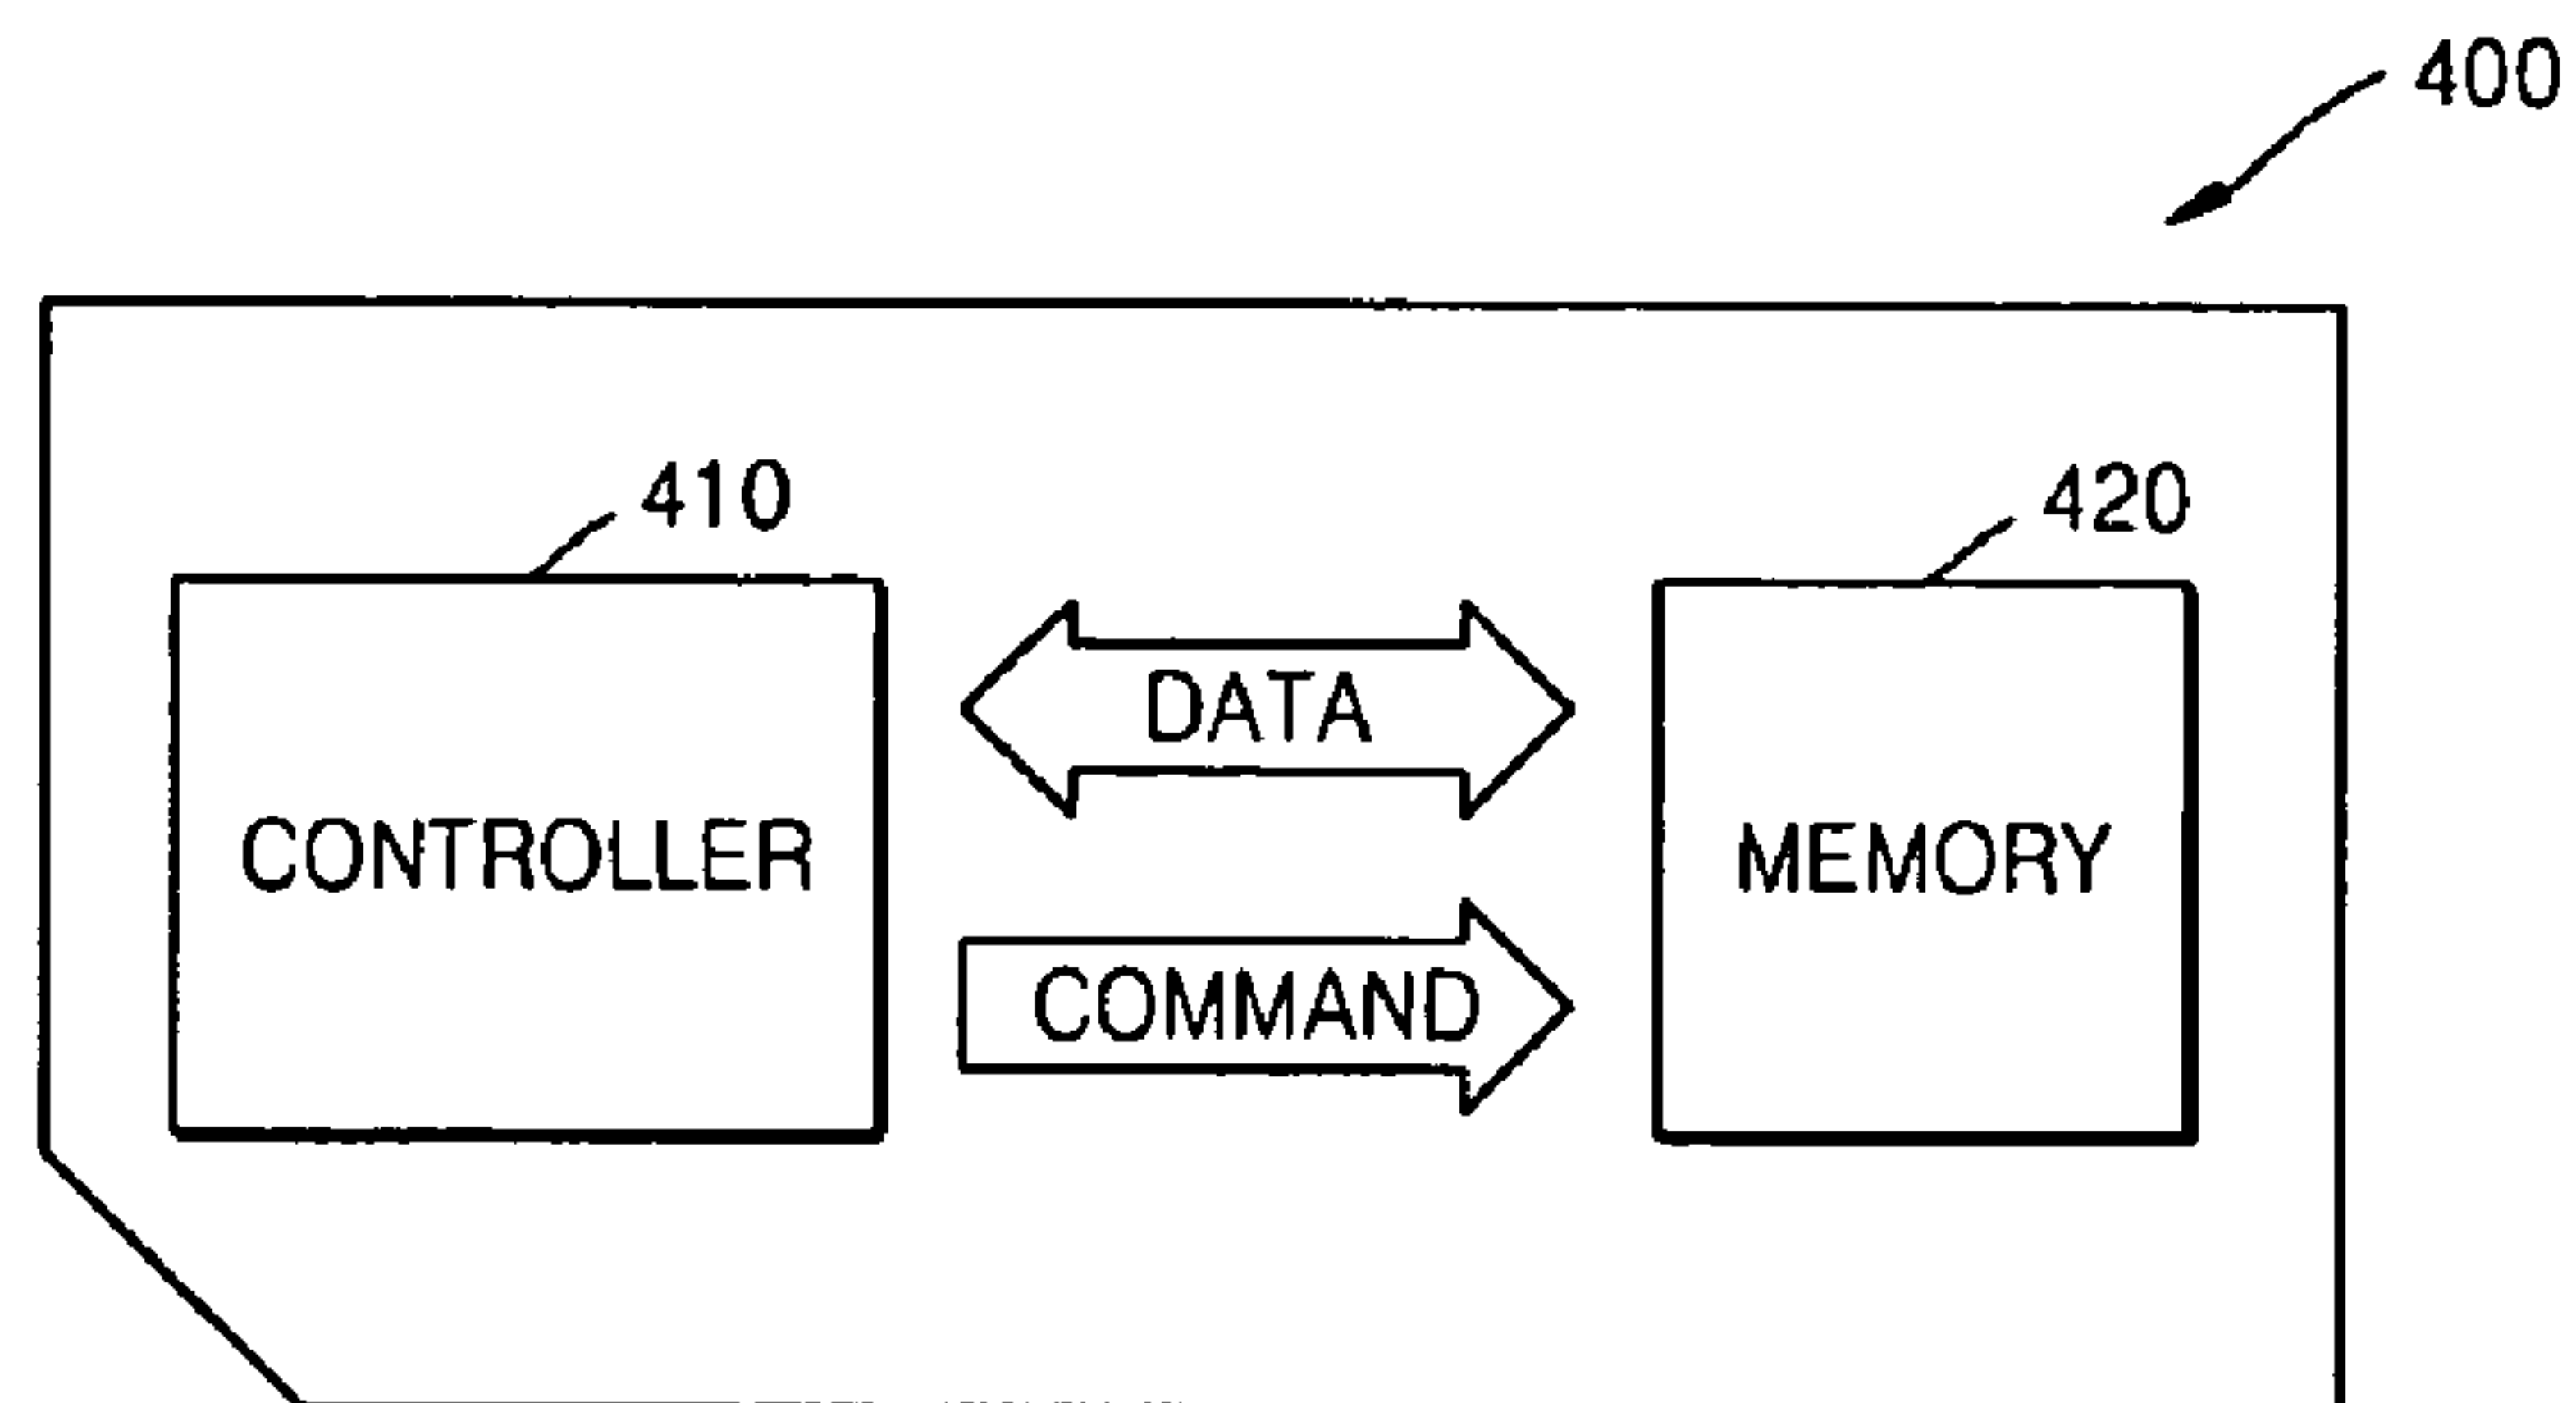 400
410
420
DATA
CONTROLLER
MEMORY
COMMAND